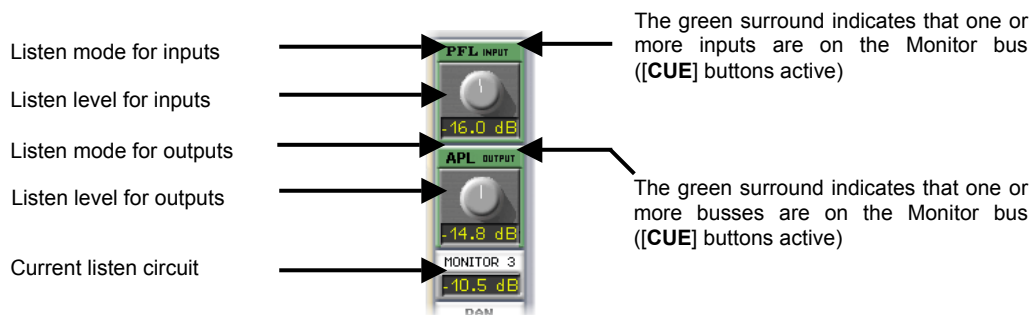 Listen mode for inputs
Listen level for inputs
Listen mode for outputs
Listen level for outputs
Current listen circuit
PFL INPUT
-16.0 dB
APL OUTPUT
-14.8 dB
MONITOR 3
-10.5 dB
PAN
The green surround indicates that one or
more inputs are on the Monitor bus
([CUE] buttons active)
The green surround indicates that one or
more busses are on the Monitor bus
([CUE] buttons active)